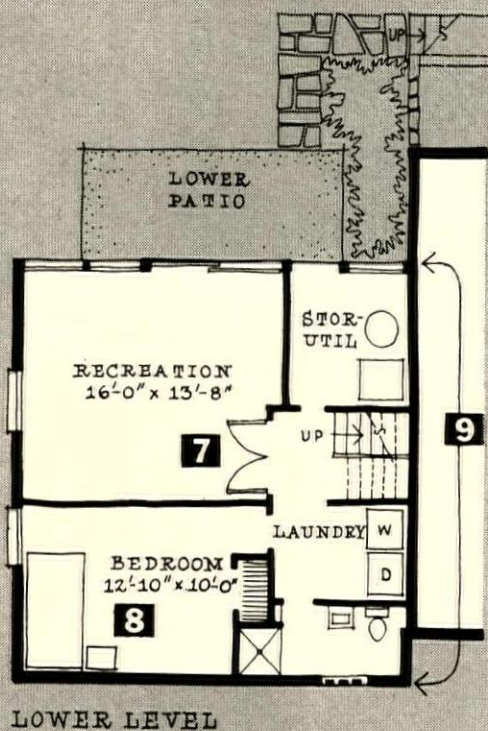 UP
LOWER
PATIO
STOR-
UTIL
RECREATION
16'-0" x 13'-8"
UP
7
9
LAUNDRY
W
D
BEDROOM
12'-10" x 10'-0"
8
LOWER LEVEL